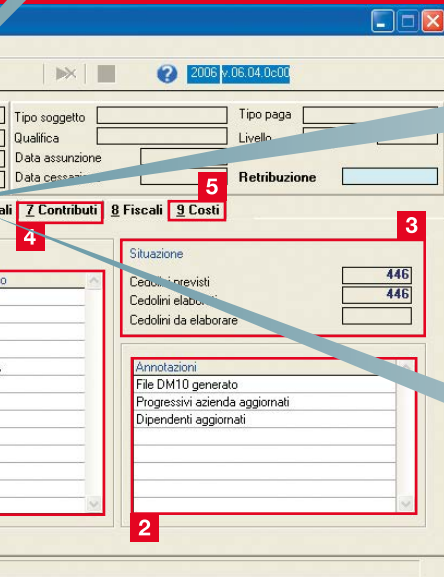 2006 v.06.04.0c00
Tipo soggetto Tipo paga
Qualifica Livello
Data assunzione
Data Retribuzione
5
ali 7 Contributi 8 Fiscali 9 Costi
4
3
Situazione
Cedolini previsti 446
Cedolini elaborati 446
Cedolini da elaborare
o
Annotazioni
File DM10 generato
Progressivi azienda aggiornati
Dipendenti aggiornati
2